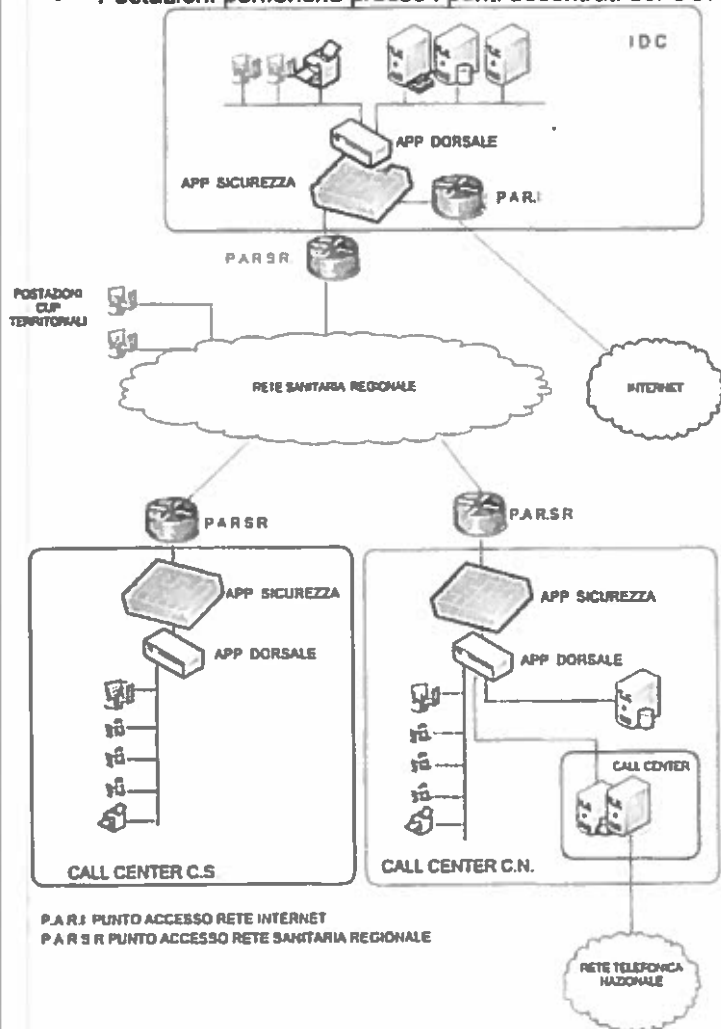 Postazioni
IDC
APP DORSALE
APP SICUREZZA
P A R.I
P A R S R
POSTAZIONI
CUP
TERRITORIALI
RETE SANITARIA REGIONALE
INTERNET
P A R S R
P.A R.S R
APP SICUREZZA
APP SICUREZZA
APP DORSALE
APP DORSALE
CALL CENTER
CALL CENTER C.S
CALL CENTER C.N.
P.A R.I PUNTO ACCESSO RETE INTERNET
P A R S R PUNTO ACCESSO RETE SANITARIA REGIONALE
RETE TELEFONICA
NAZIONALE